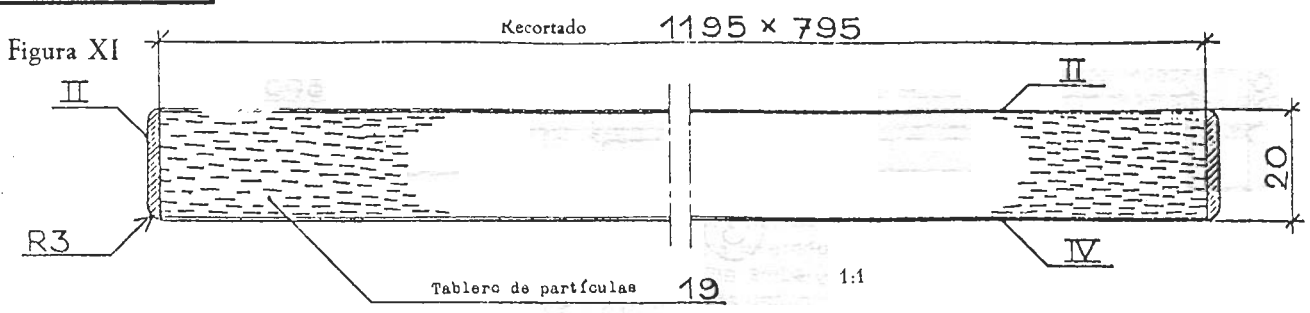 Recortado 1195 × 795
Figura XI
II
II
20
R3
IV
Tablero de partículas 19
1:1